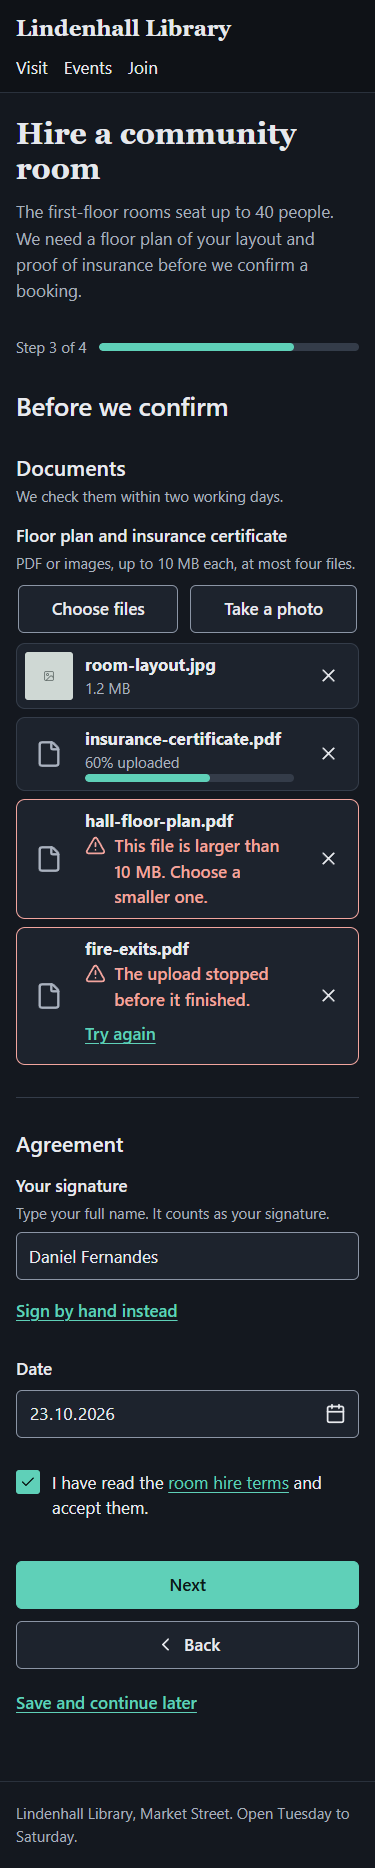 Lindenhall Library
Visit Events Join
Hire a community
room
The first-floor rooms seat up to 40 people.
We need a floor plan of your layout and
proof of insurance before we confirm a
booking.
Step 3 of 4
Before we confirm
Documents
We check them within two working days.
Floor plan and insurance certificate
PDF or images, up to 10 MB each, at most four files.
Choose files Take a photo
room-layout.jpg
1.2 MB
insurance-certificate.pdf
60% uploaded
hall-floor-plan.pdf
This file is larger than
10 MB. Choose a
smaller one.
fire-exits.pdf
The upload stopped
before it finished.
Try again
Agreement
Your signature
Type your full name. It counts as your signature.
Daniel Fernandes
Sign by hand instead
Date
23.10.2026
I have read the room hire terms and
accept them.
Next
Back
Save and continue later
Lindenhall Library, Market Street. Open Tuesday to
Saturday.